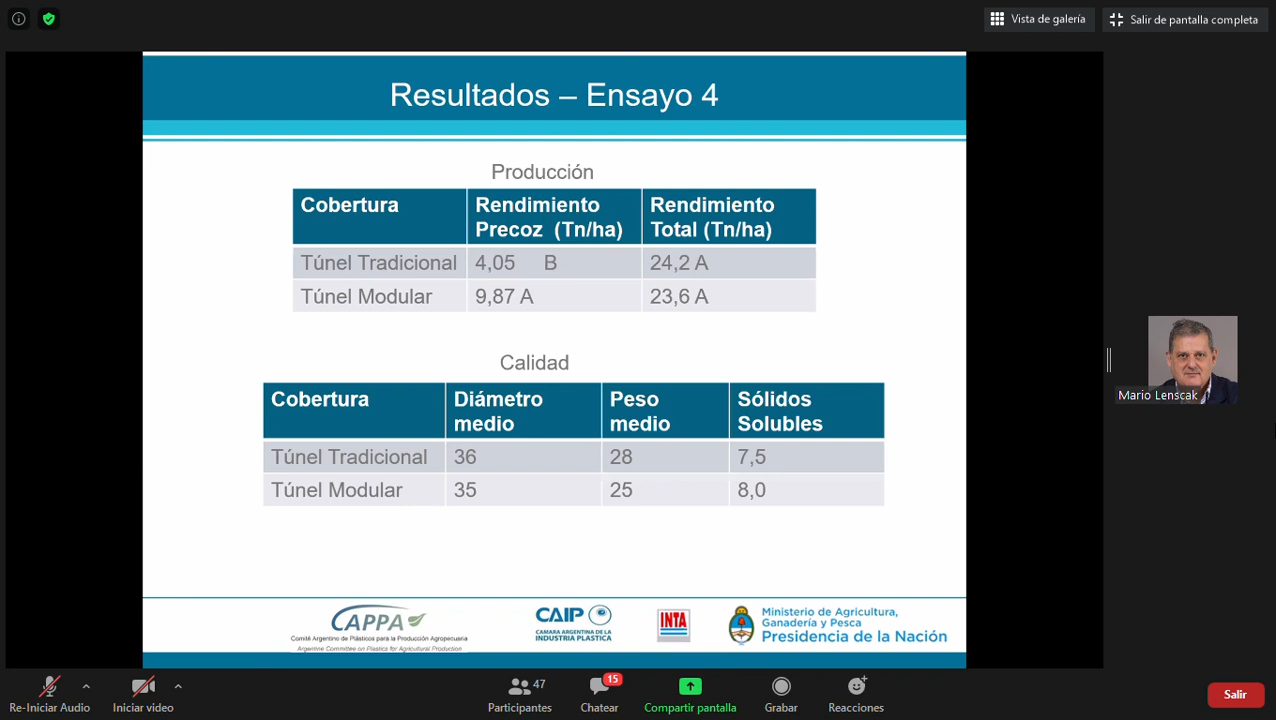 Vista de galería
Salir de pantalla completa
Resultados – Ensayo 4
Producción
Cobertura
Rendimiento
Precoz (Tn/ha)
Rendimiento
Total (Tn/ha)
Túnel Tradicional 4,05 B 24,2 A
Túnel Modular 9,87 A 23,6 A
Calidad
Cobertura
Diámetro
medio
Peso
medio
Sólidos
Solubles
Túnel Tradicional 36 28 7,5
Túnel Modular 35 25 8,0
Mario Lenscak
CAPPA
Comité Argentino de Plásticos para la Producción Agropecuaria
Argentine Committee on Plastics for Agricultural Production
CAIP
CAMARA ARGENTINA DE LA
INDUSTRIA PLASTICA
INTA
Ministerio de Agricultura,
Ganadería y Pesca
Presidencia de la Nación
Re-Iniciar Audio
Iniciar video
47
Participantes
15
Chatear
Compartir pantalla
Grabar
Reacciones
Salir